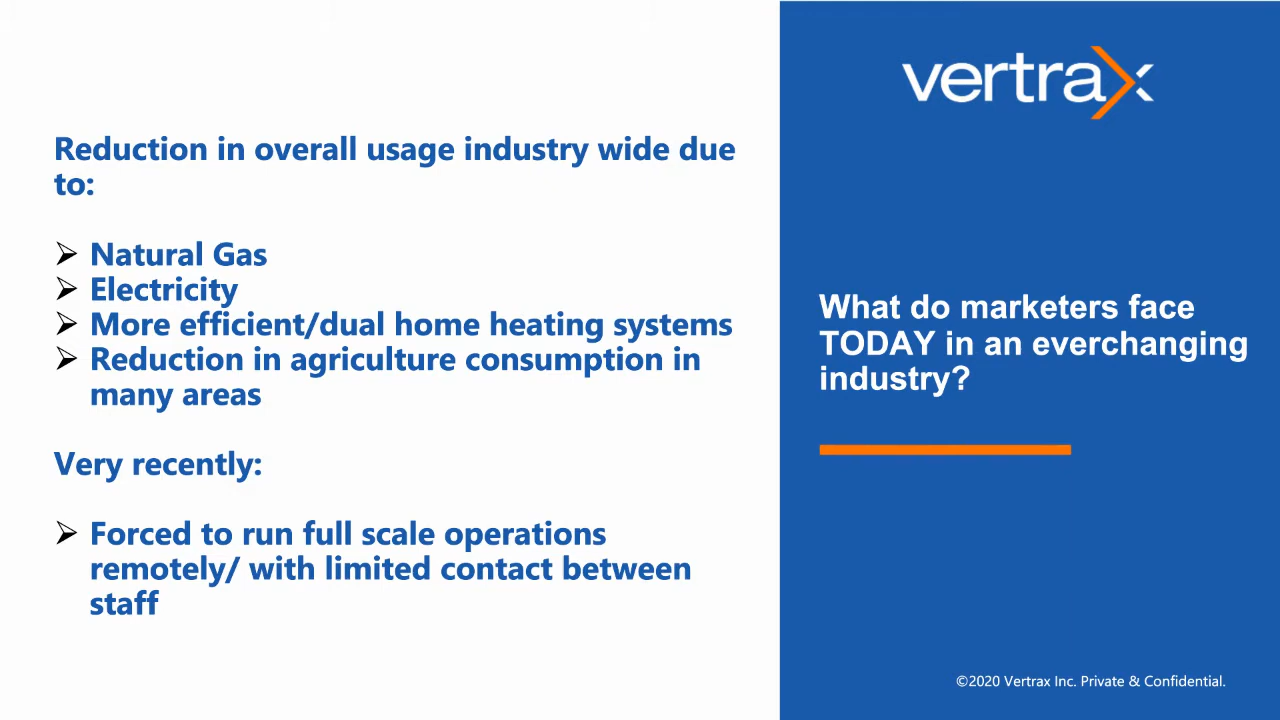 Reduction in overall usage industry wide due
to:
➢ Natural Gas
➢ Electricity
➢ More efficient/dual home heating systems
➢ Reduction in agriculture consumption in
many areas
Very recently:
➢ Forced to run full scale operations
remotely/ with limited contact between
staff
vertrax
What do marketers face
TODAY in an everchanging
industry?
©2020 Vertrax Inc. Private & Confidential.